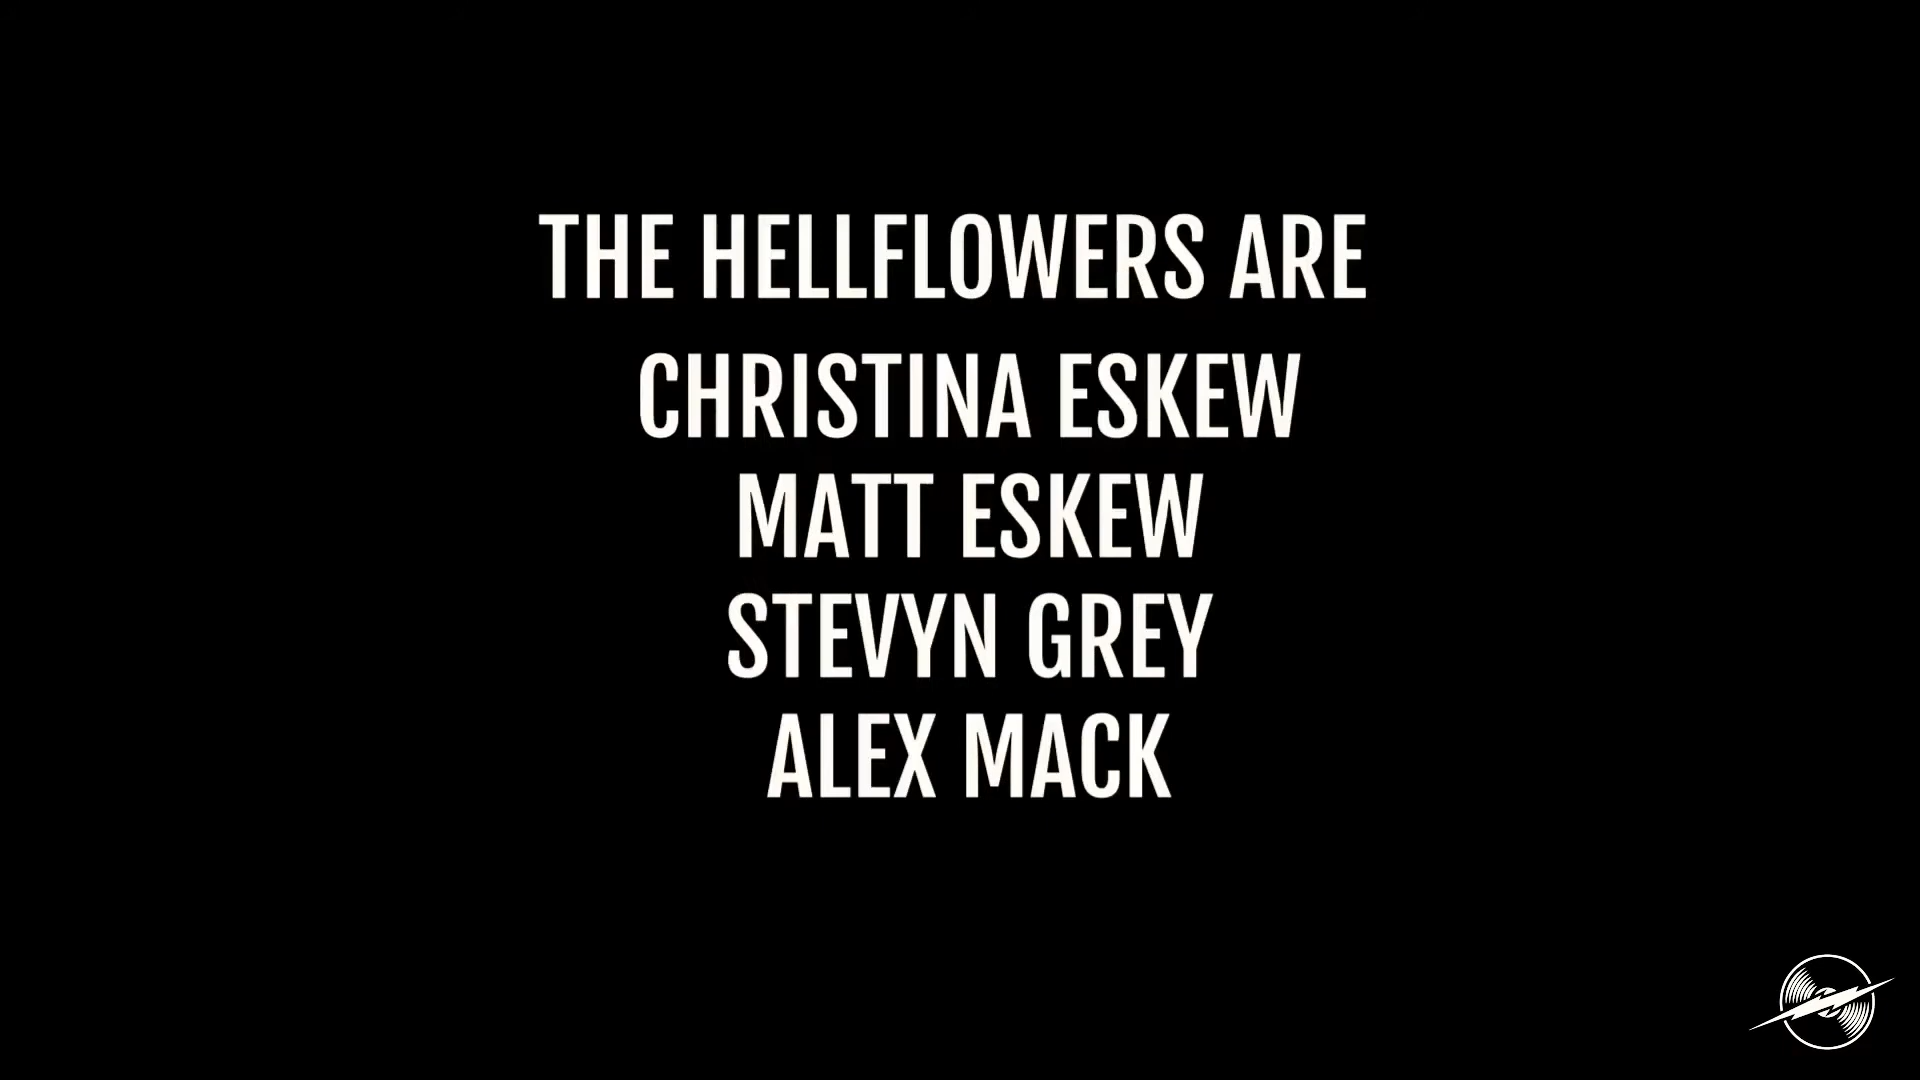 THE HELLFLOWERS ARE
CHRISTINA ESKEW
MATT ESKEW
STEVYN GREY
ALEX MACK